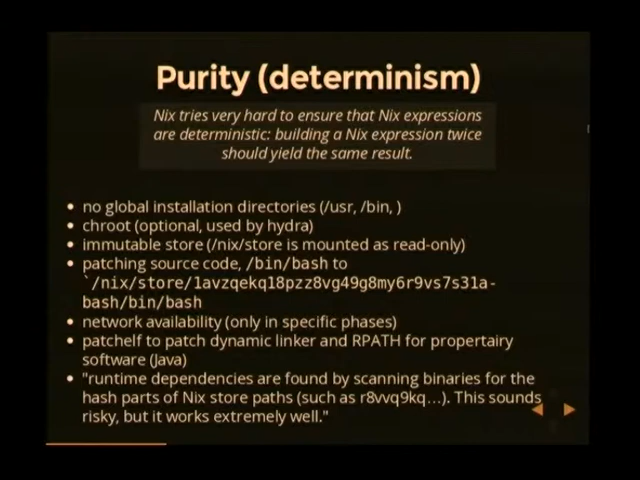 Purity (determinism)
Nix tries very hard to ensure that Nix expressions
are deterministic: building a Nix expression twice
should yield the same result.
• no global installation directories (/usr, /bin, )
• chroot (optional, used by hydra)
• immutable store (/nix/store is mounted as read-only)
• patching source code, /bin/bash to
`/nix/store/1avzqekq18pzz8vg49g8my6r9vs7s31a-
bash/bin/bash
• network availability (only in specific phases)
• patchelf to patch dynamic linker and RPATH for propertairy
software (Java)
• "runtime dependencies are found by scanning binaries for the
hash parts of Nix store paths (such as r8vvq9kq…). This sounds
risky, but it works extremely well."